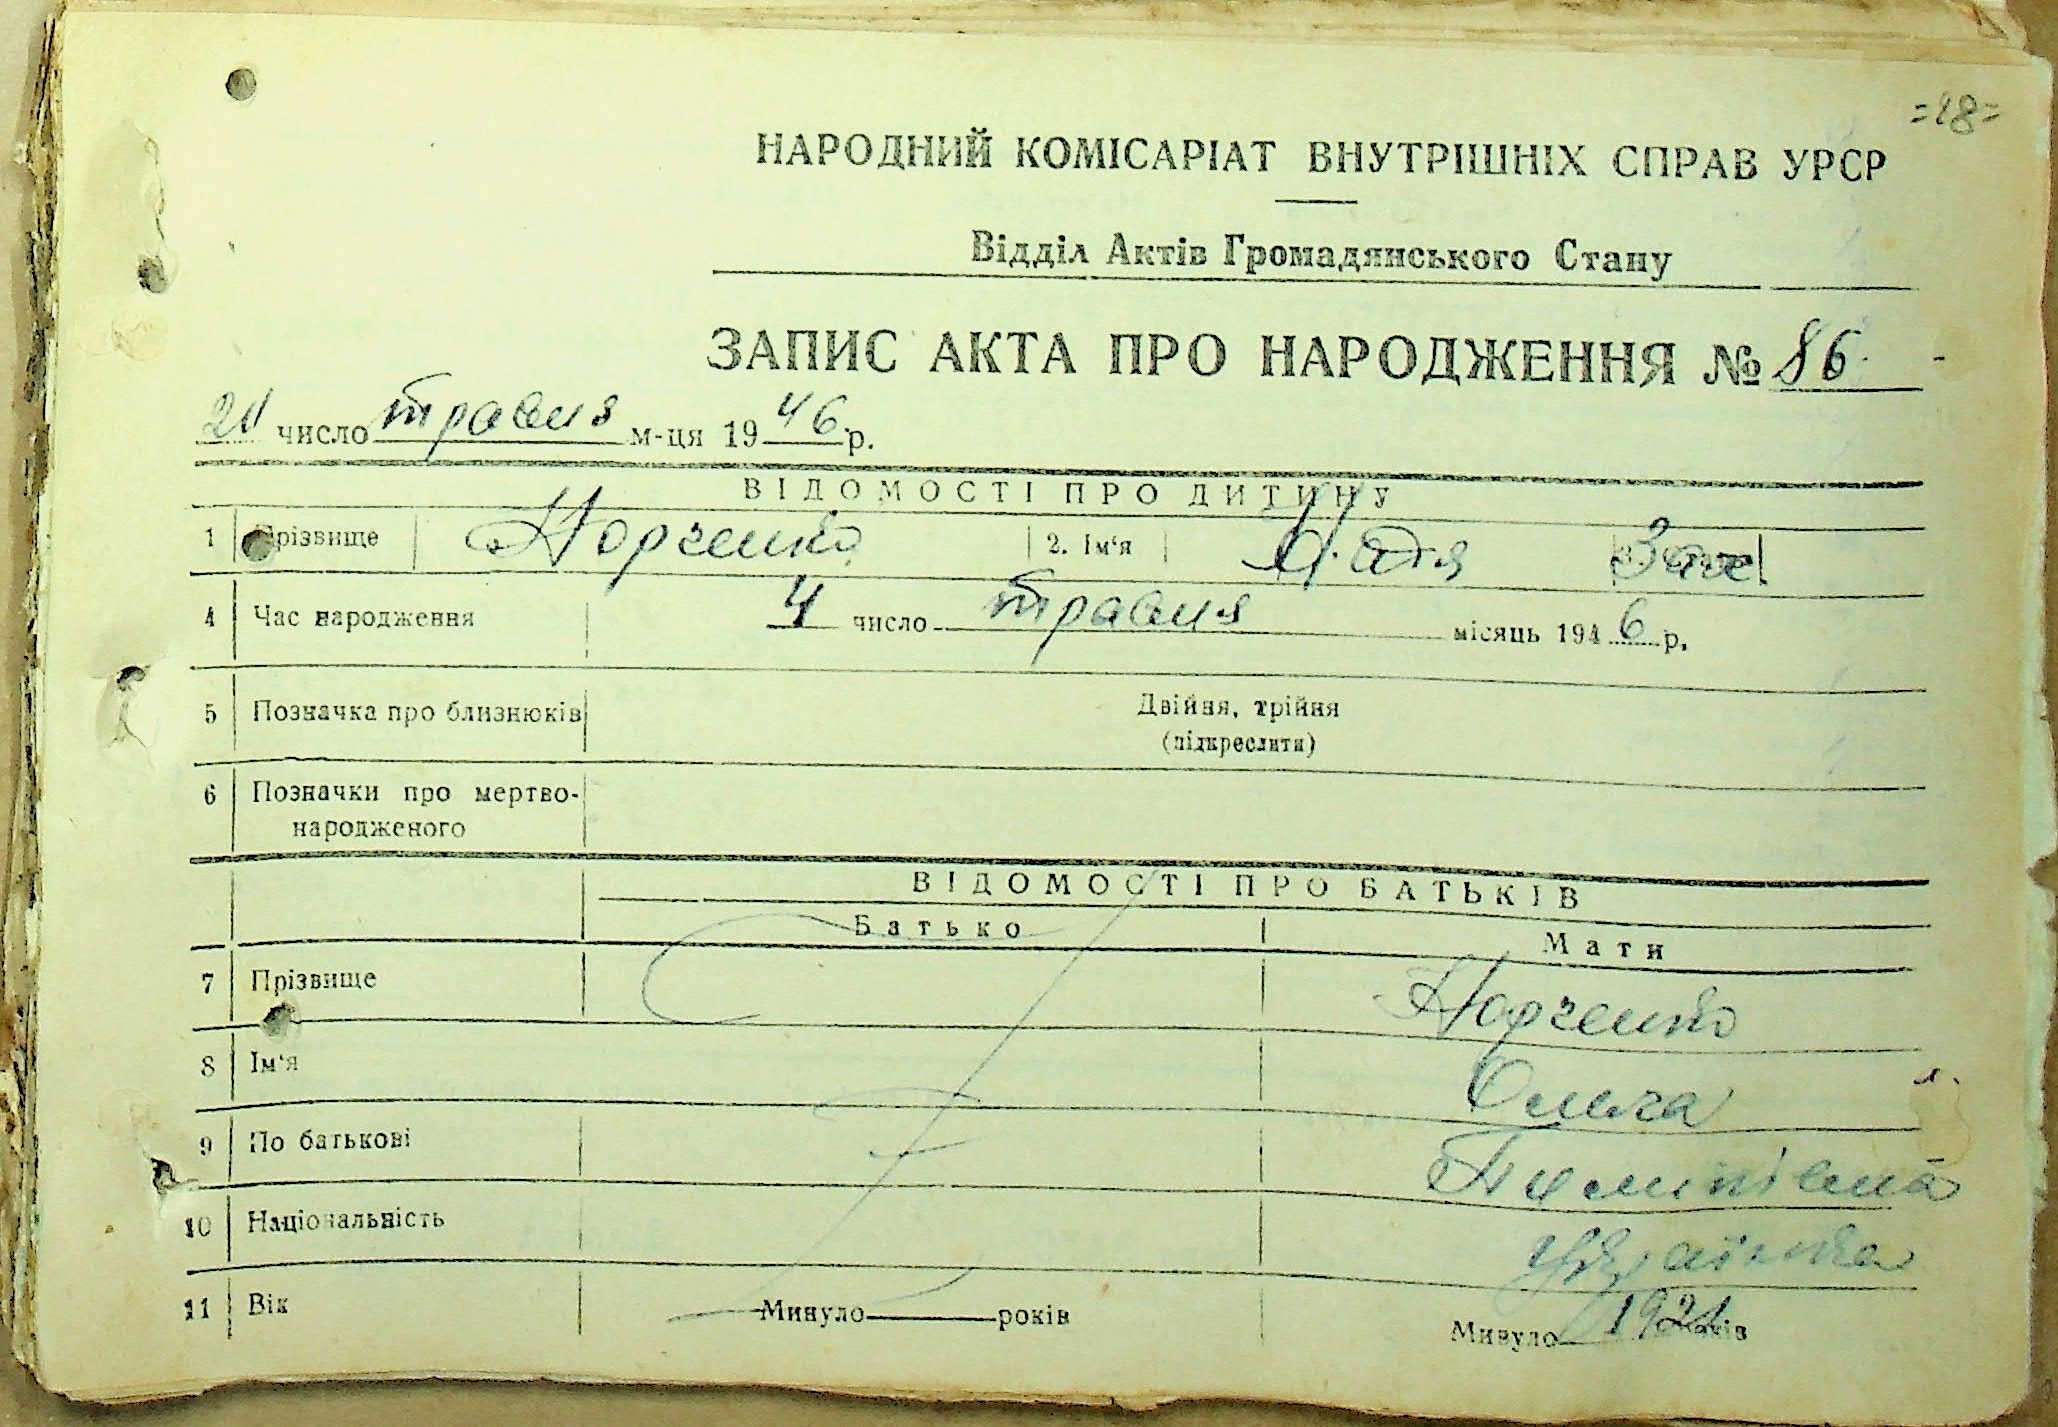 =18=
НАРОДНИЙ КОМІСАРІАТ ВНУТРІШНІХ СПРАВ УРСР
Відділ Актів Громадянського Стану
ЗАПИС АКТА ПРО НАРОДЖЕННЯ № 86
число травня м-ця 1946 р.
ВІДОМОСТІ ПРО ДИТИНУ
1 Прізвище Норченко 2. Ім'я Надя
4 Час народження 4 число травня місяць 1946 р.
5 Позначка про близнюків Двійня, трійня
(підкреслити)
6 Позначки про мертво-
народженого
ВІДОМОСТІ ПРО БАТЬКІВ
Батько Мати
7 Прізвище Норченко
8 Ім'я Ольга
9 По батькові
10 Національність Українка
11 Вік Минуло років Минуло 1921 років